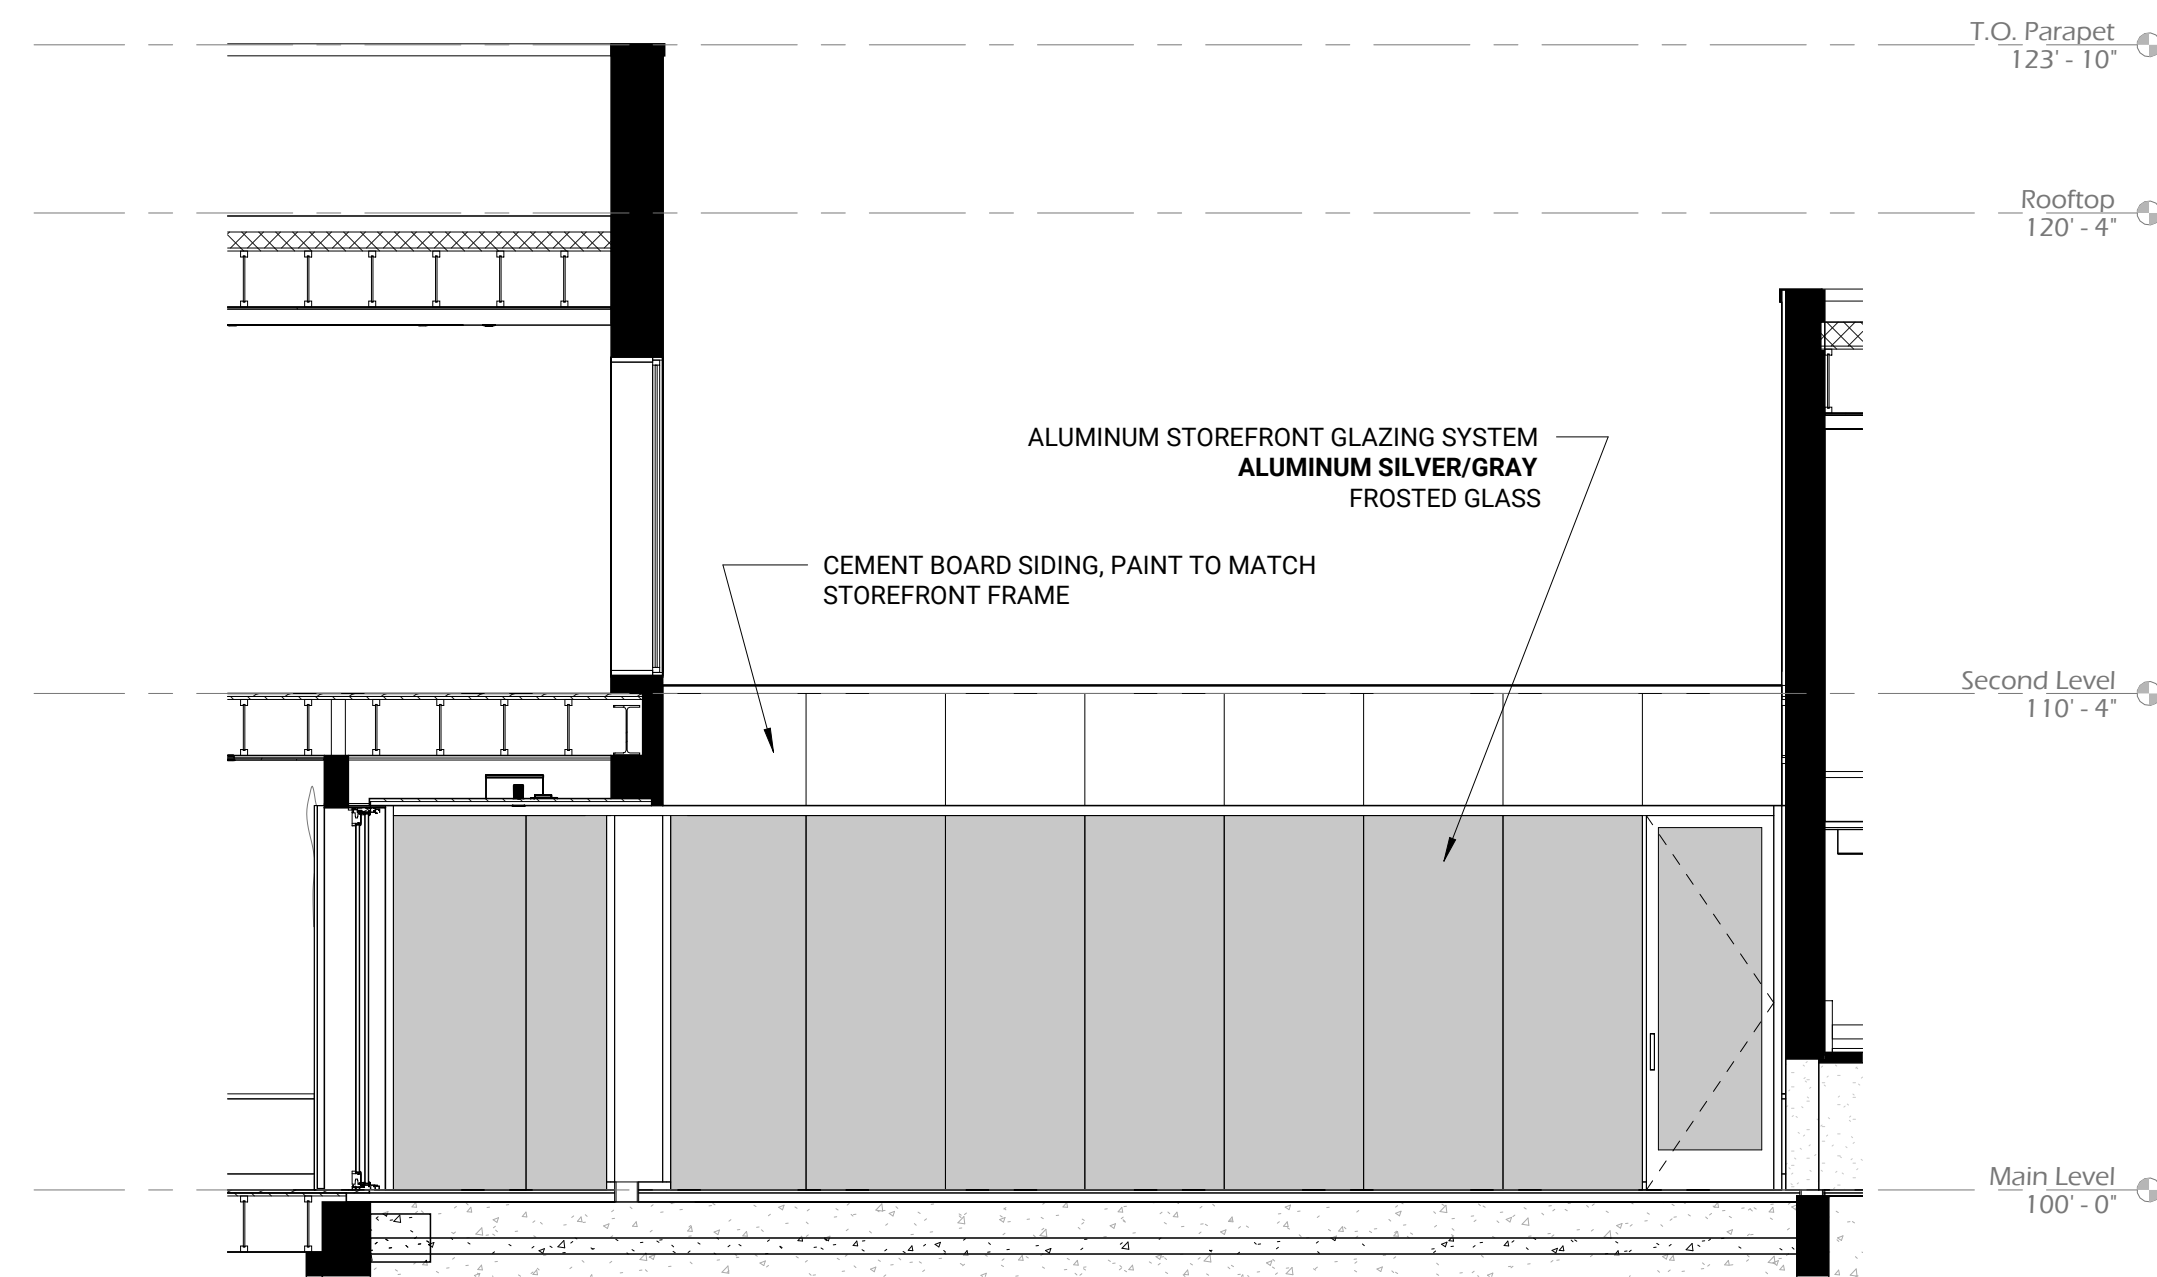 T.O. Parapet
123' - 10"
Rooftop
120' - 4"
ALUMINUM STOREFRONT GLAZING SYSTEM
ALUMINUM SILVER/GRAY
FROSTED GLASS
CEMENT BOARD SIDING, PAINT TO MATCH
STOREFRONT FRAME
Second Level
110' - 4"
Main Level
100' - 0"